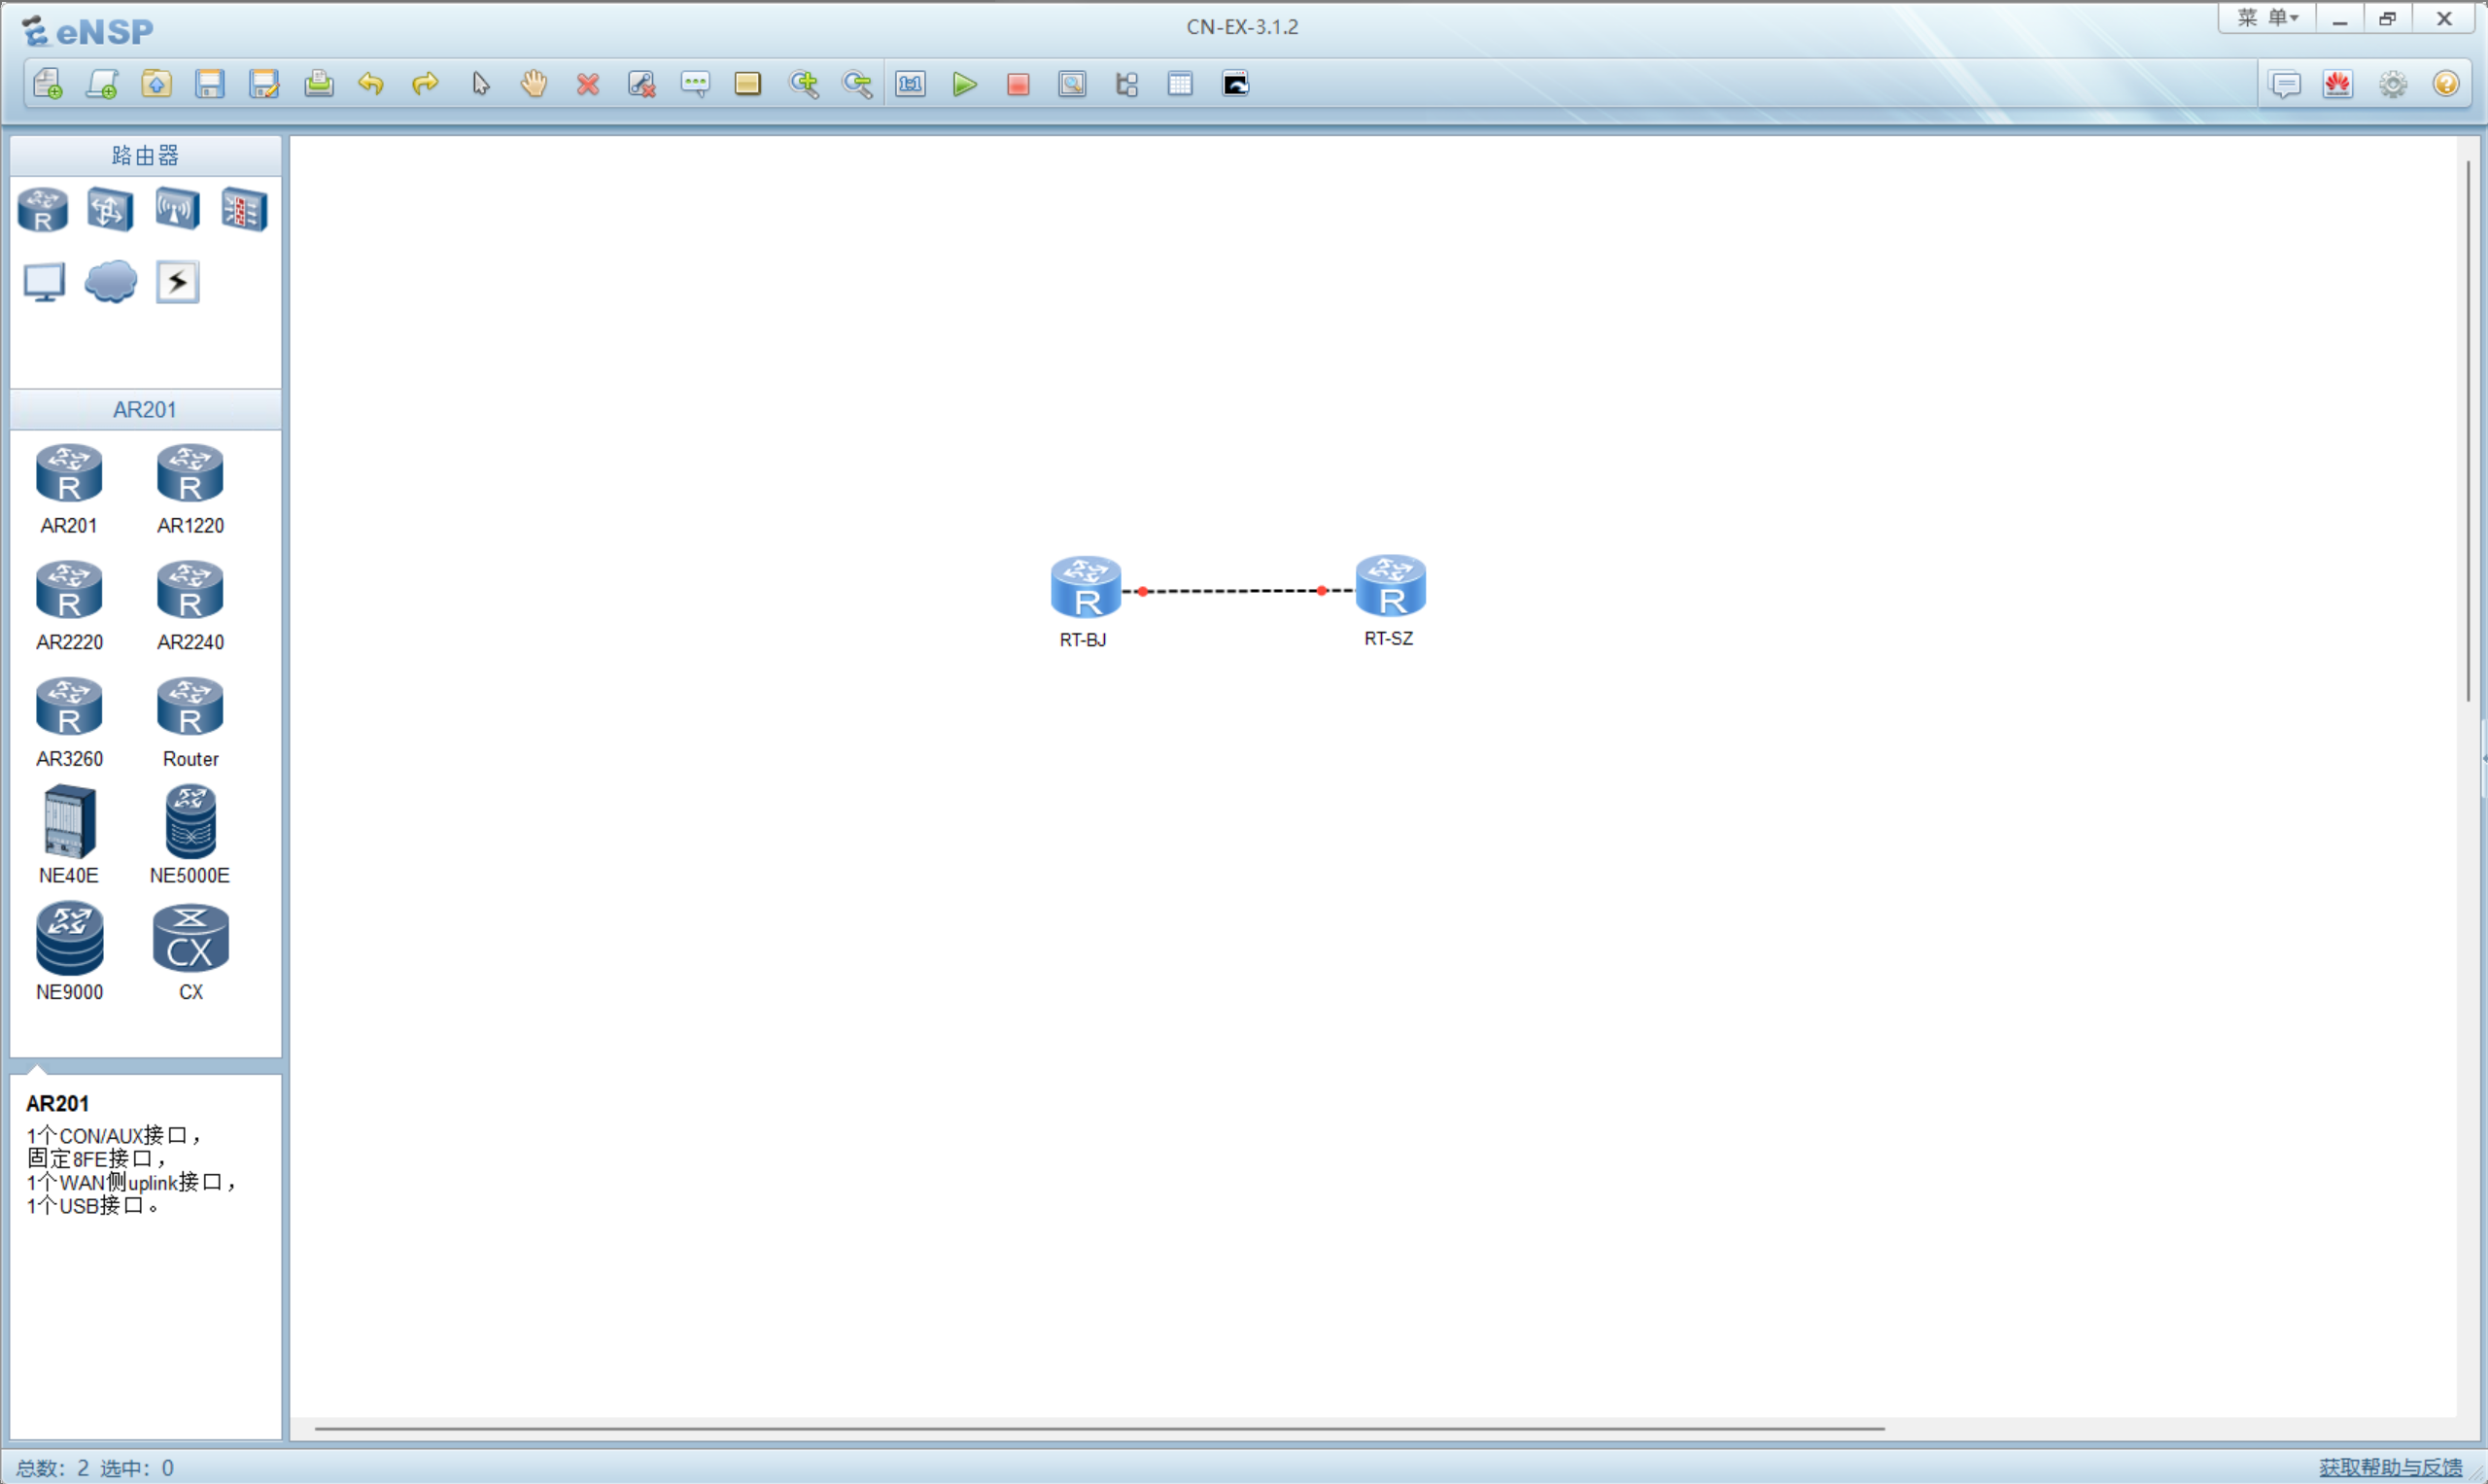 eNSP
CN-EX-3.1.2
菜 单
1:1
路由器
R
AR201
R R
AR201 AR1220
R R
AR2220 AR2240
R R
AR3260 Router
NE40E NE5000E
CX
NE9000 CX
R R
RT-BJ RT-SZ
AR201
1个CON/AUX接口，
固定8FE接口，
1个WAN侧uplink接口，
1个USB接口。
总数：2 选中：0
获取帮助与反馈